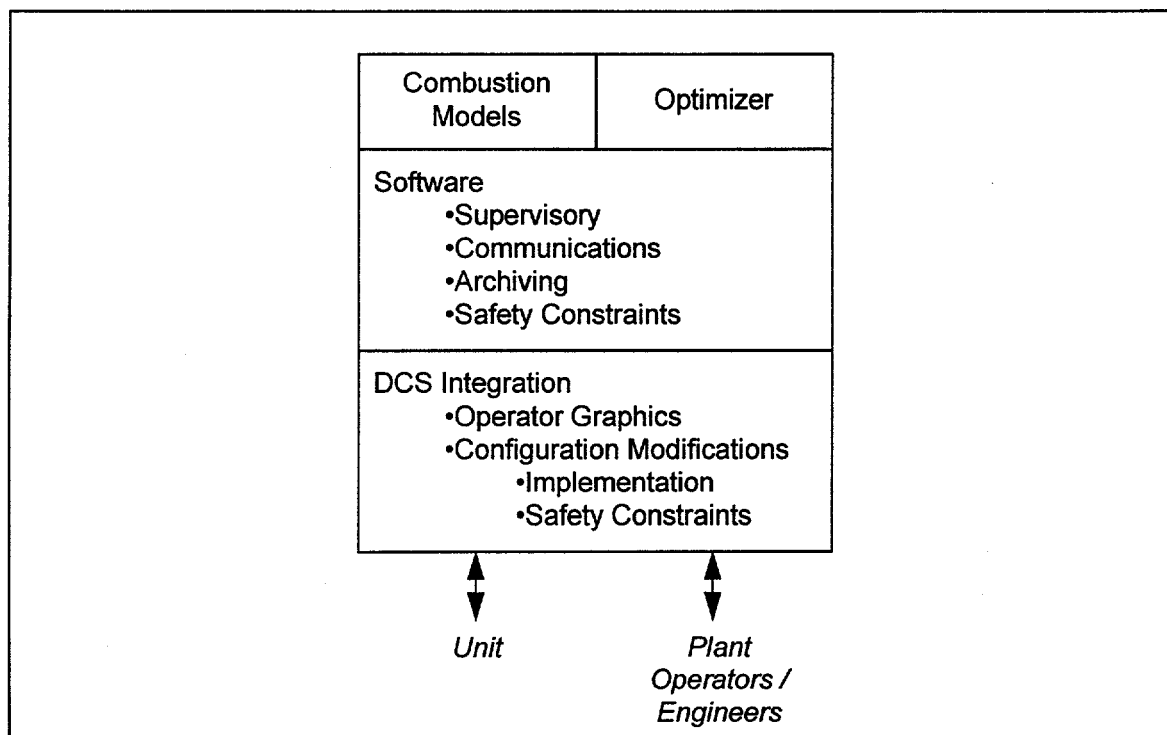 Combustion
Models
Optimizer
Software
•Supervisory
•Communications
•Archiving
•Safety Constraints
DCS Integration
•Operator Graphics
•Configuration Modifications
•Implementation
•Safety Constraints
Unit
Plant
Operators /
Engineers